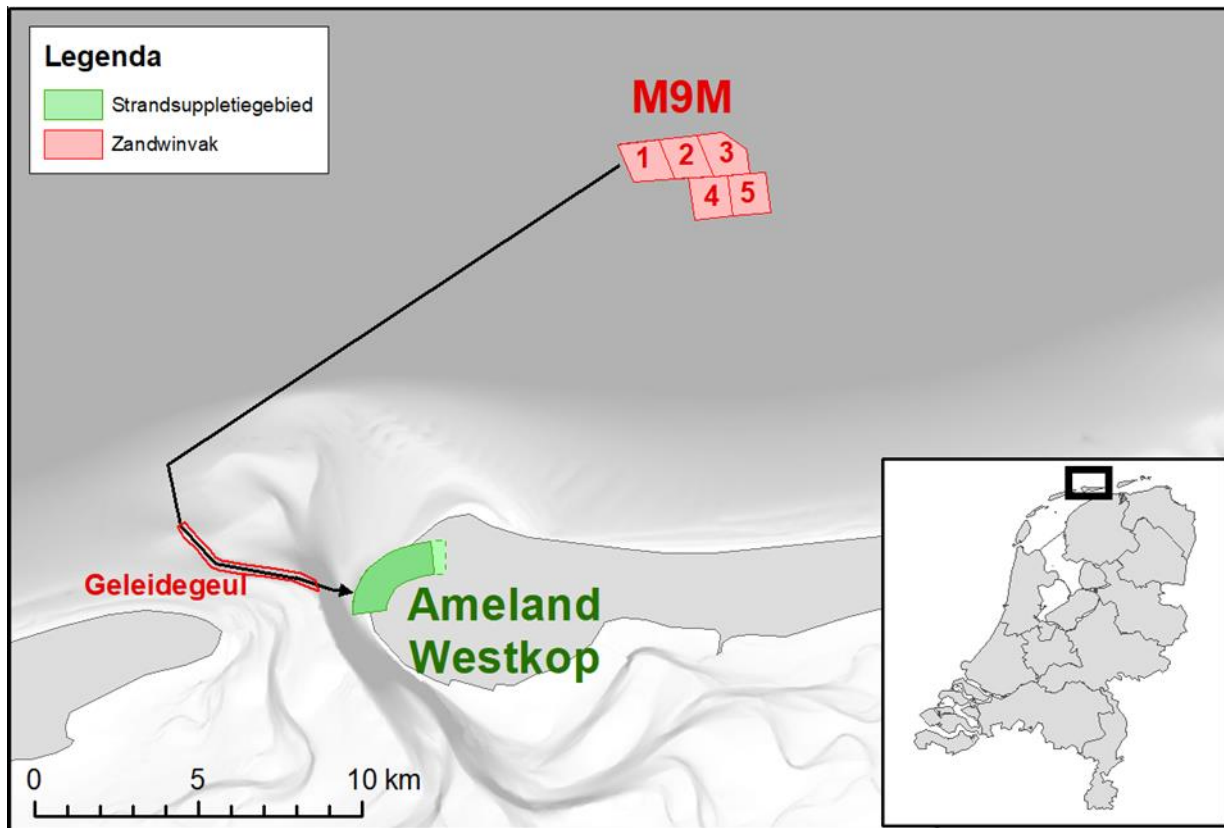 Legenda
Strandsuppletiegebied
Zandwinvak
M9M
1 2 3
4 5
Geleidegeul
Ameland
Westkop
0 5 10 km